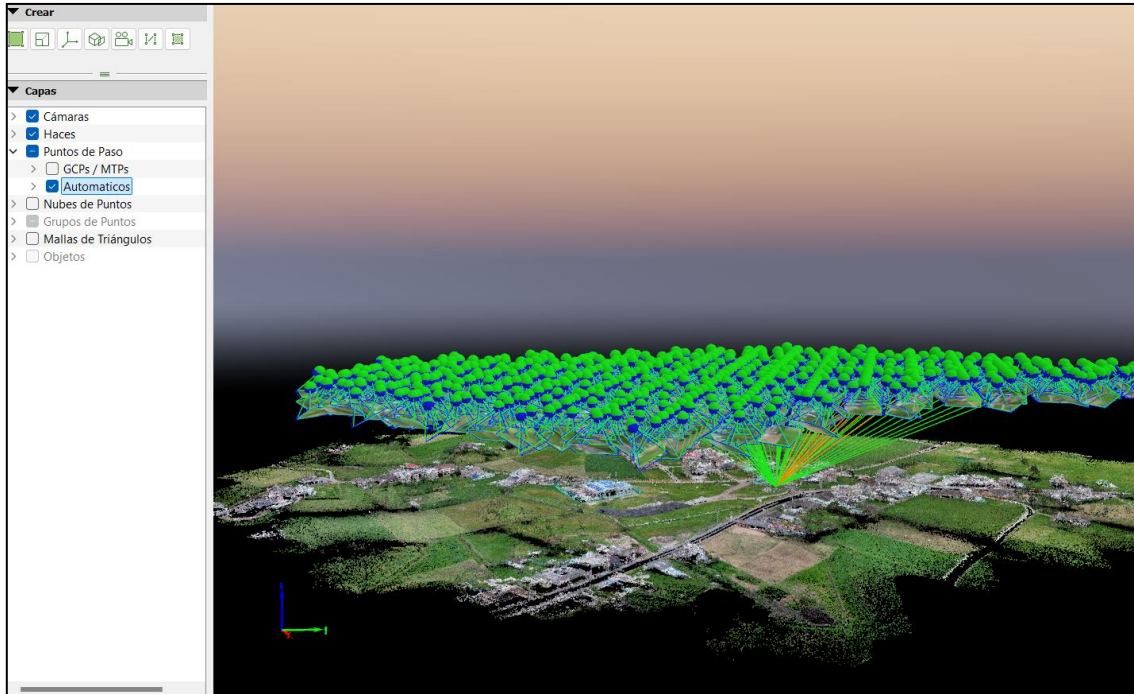 Crear
Capas
Cámaras
Haces
Puntos de Paso
GCPs / MTPs
Automaticos
Nubes de Puntos
Grupos de Puntos
Mallas de Triángulos
Objetos